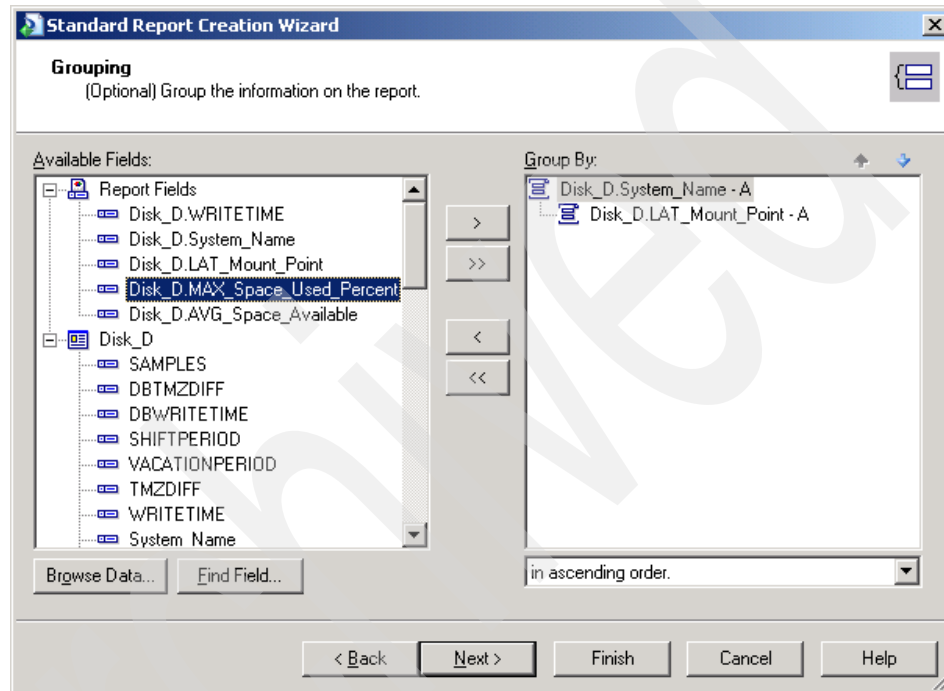 Standard Report Creation Wizard
Grouping
(Optional) Group the information on the report.
Available Fields:
Report Fields
Disk_D.WRITETIME
Disk_D.System_Name
Disk_D.LAT_Mount_Point
Disk_D.MAX_Space_Used_Percent
Disk_D.AVG_Space_Available
Disk_D
SAMPLES
DBTMZDIFF
DBWRITETIME
SHIFTPERIOD
VACATIONPERIOD
TMZDIFF
WRITETIME
System_Name
Browse Data...
Find Field...
>
>>
<
<<
Group By:
Disk_D.System_Name - A
Disk_D.LAT_Mount_Point - A
in ascending order.
< Back
Next >
Finish
Cancel
Help